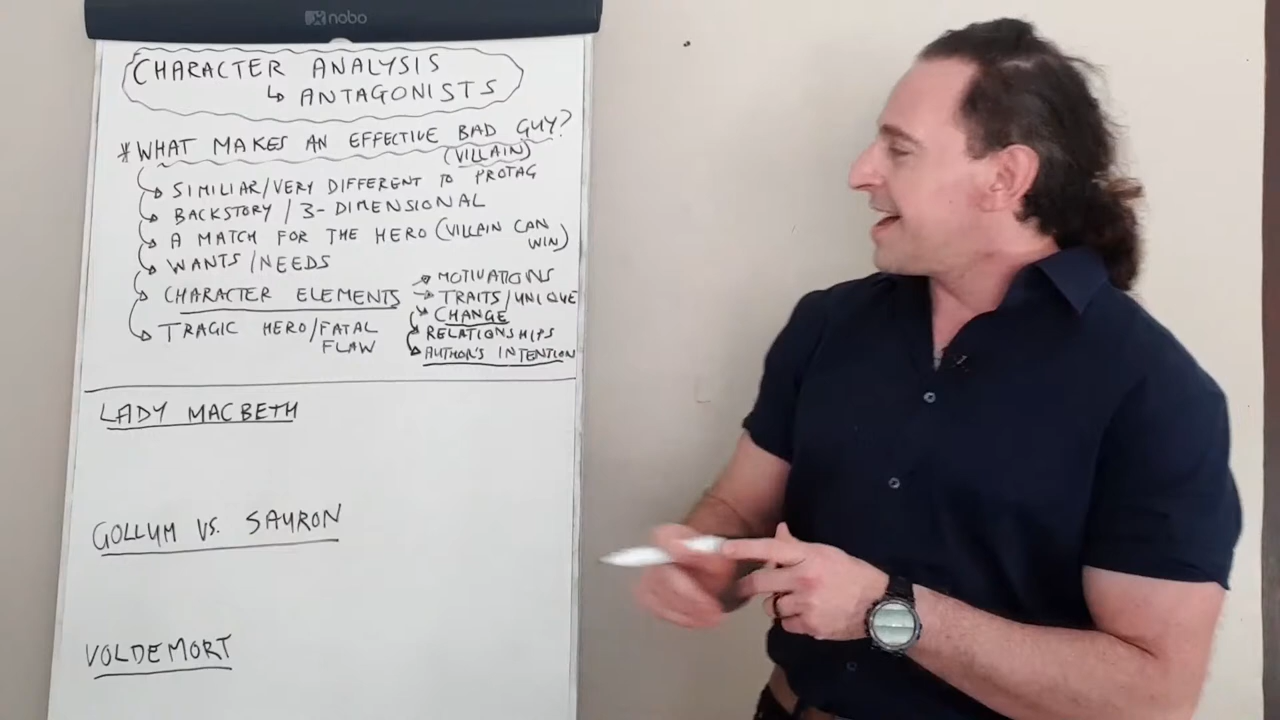 nobo
CHARACTER ANALYSIS
↳ ANTAGONISTS
* WHAT MAKES AN EFFECTIVE BAD GUY?
(VILLAIN)
SIMILIAR/VERY DIFFERENT TO PROTAG
BACKSTORY / 3-DIMENSIONAL
A MATCH FOR THE HERO (VILLAIN CAN
WIN)
WANTS/NEEDS
CHARACTER ELEMENTS → MOTIVATIONS
→ TRAITS/UNIQUE
CHANGE
RELATIONSHIPS
AUTHOR'S INTENTION
TRAGIC HERO/FATAL
FLAW
LADY MACBETH
GOLLUM VS. SAURON
VOLDEMORT